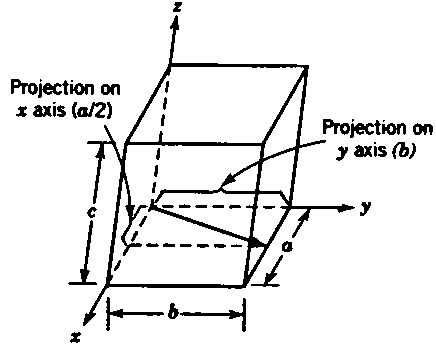 z
Projection on
x axis (a/2)
Projection on
y axis (b)
c
y
a
b
x